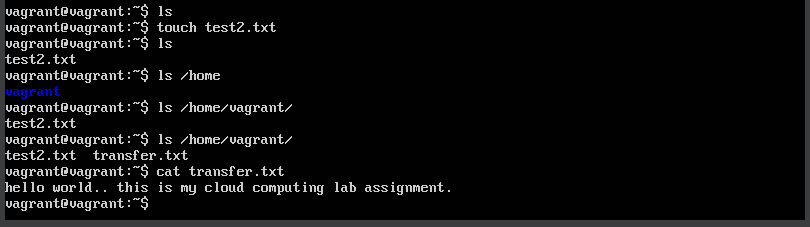 vagrant@vagrant:~$ ls
vagrant@vagrant:~$ touch test2.txt
vagrant@vagrant:~$ ls
test2.txt
vagrant@vagrant:~$ ls /home
vagrant
vagrant@vagrant:~$ ls /home/vagrant/
test2.txt
vagrant@vagrant:~$ ls /home/vagrant/
test2.txt  transfer.txt
vagrant@vagrant:~$ cat transfer.txt
hello world.. this is my cloud computing lab assignment.
vagrant@vagrant:~$